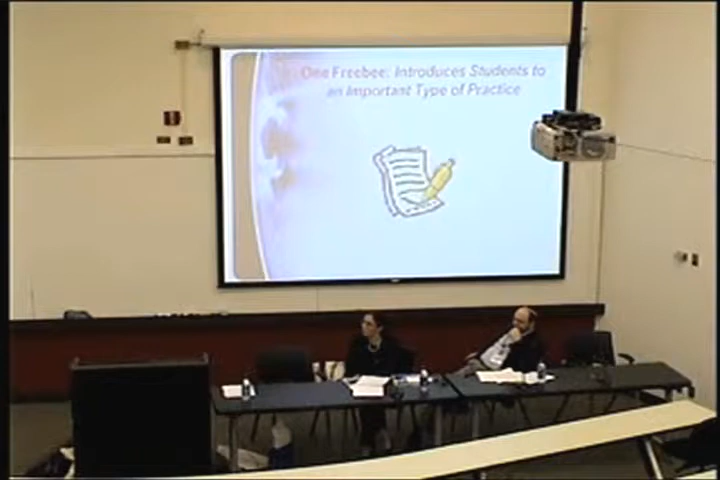 One Freebee: Introduces Students to
an Important Type of Practice